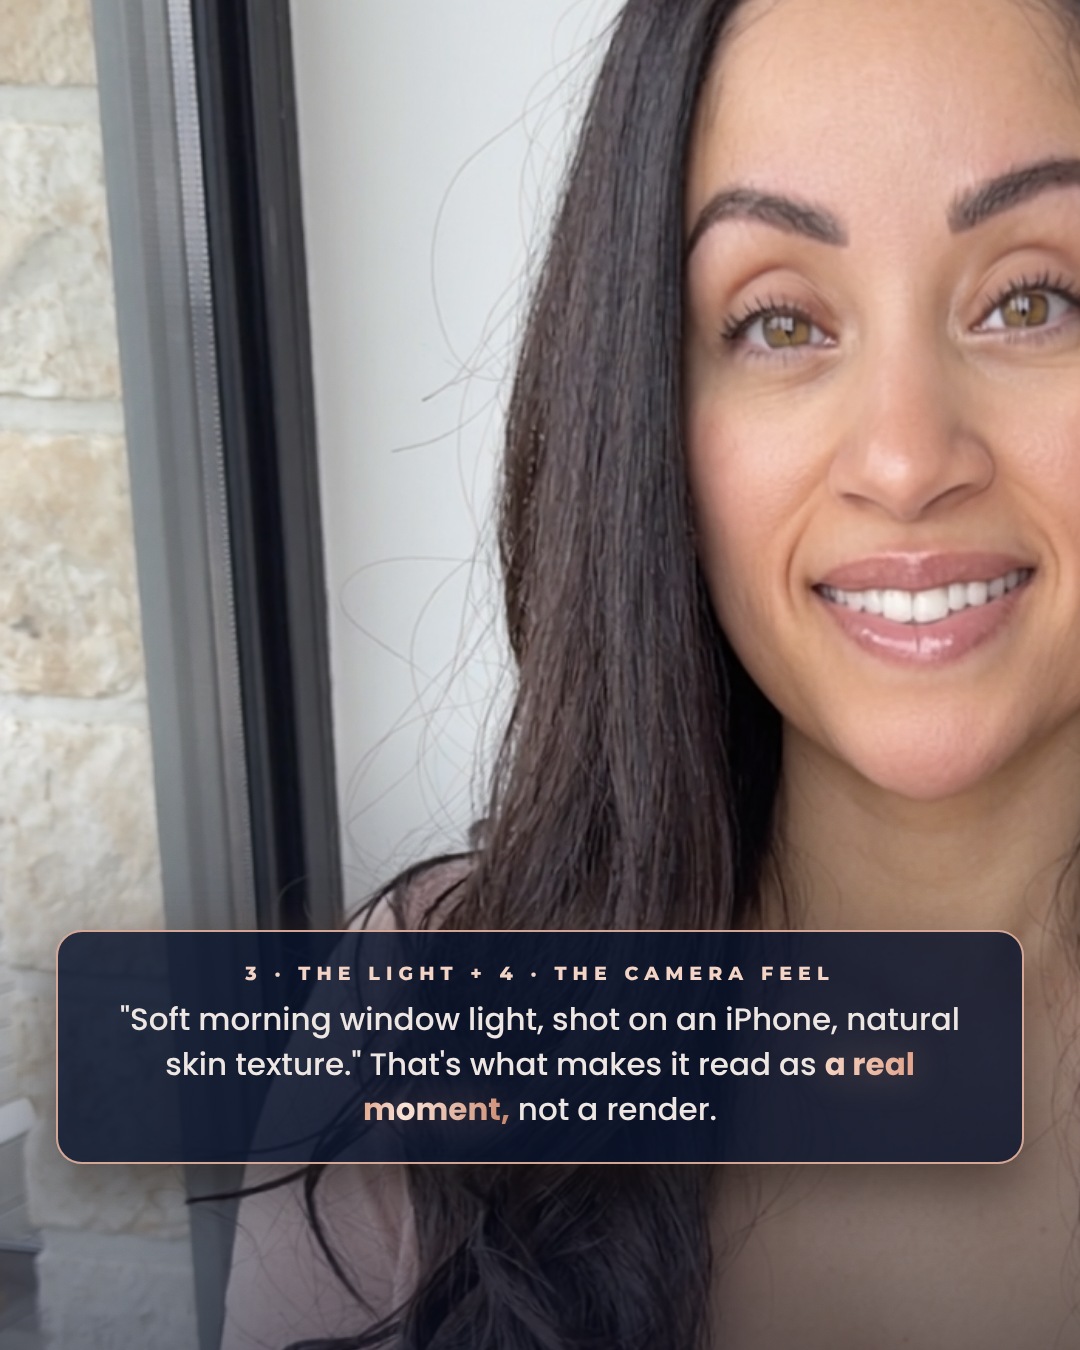 3 · THE LIGHT + 4 · THE CAMERA FEEL
"Soft morning window light, shot on an iPhone, natural
skin texture." That's what makes it read as a real
moment, not a render.